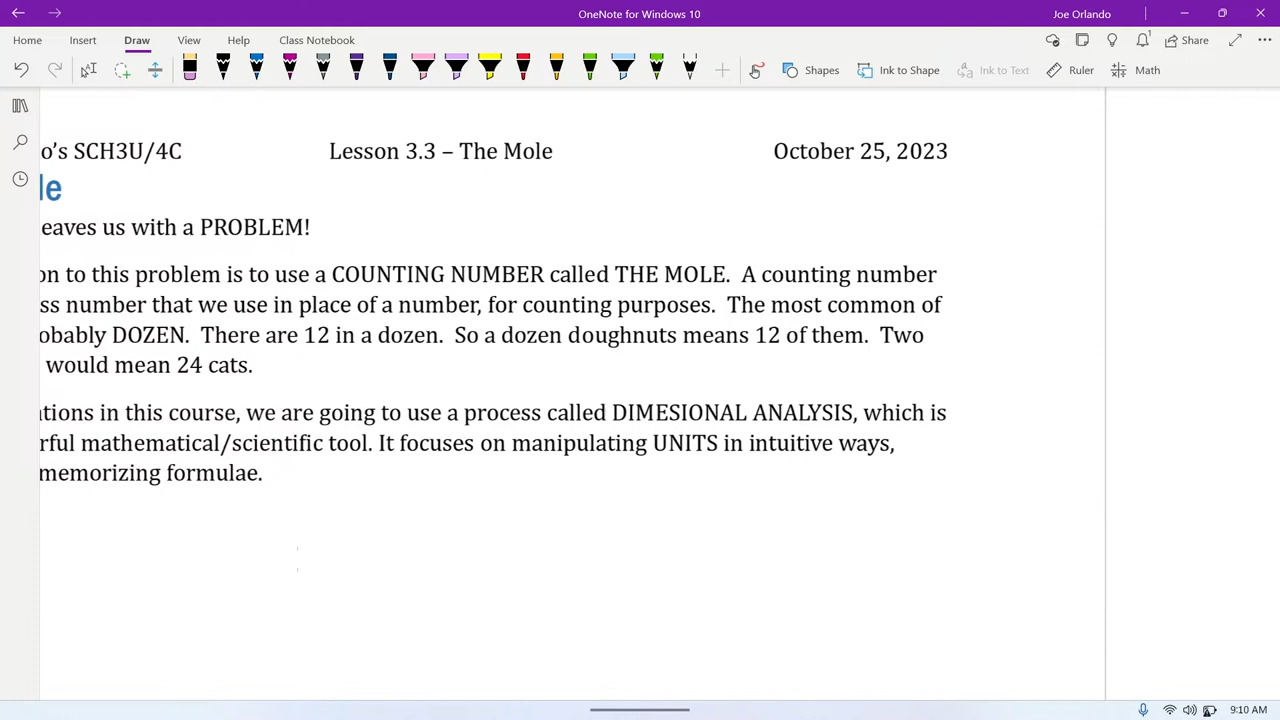 OneNote for Windows 10
Joe Orlando
Home Insert Draw View Help Class Notebook
Share
Shapes Ink to Shape Ink to Text Ruler Math
o’s SCH3U/4C Lesson 3.3 – The Mole October 25, 2023
le
eaves us with a PROBLEM!
on to this problem is to use a COUNTING NUMBER called THE MOLE. A counting number
ss number that we use in place of a number, for counting purposes. The most common of
obably DOZEN. There are 12 in a dozen. So a dozen doughnuts means 12 of them. Two
would mean 24 cats.
ations in this course, we are going to use a process called DIMESIONAL ANALYSIS, which is
rful mathematical/scientific tool. It focuses on manipulating UNITS in intuitive ways,
memorizing formulae.
9:10 AM